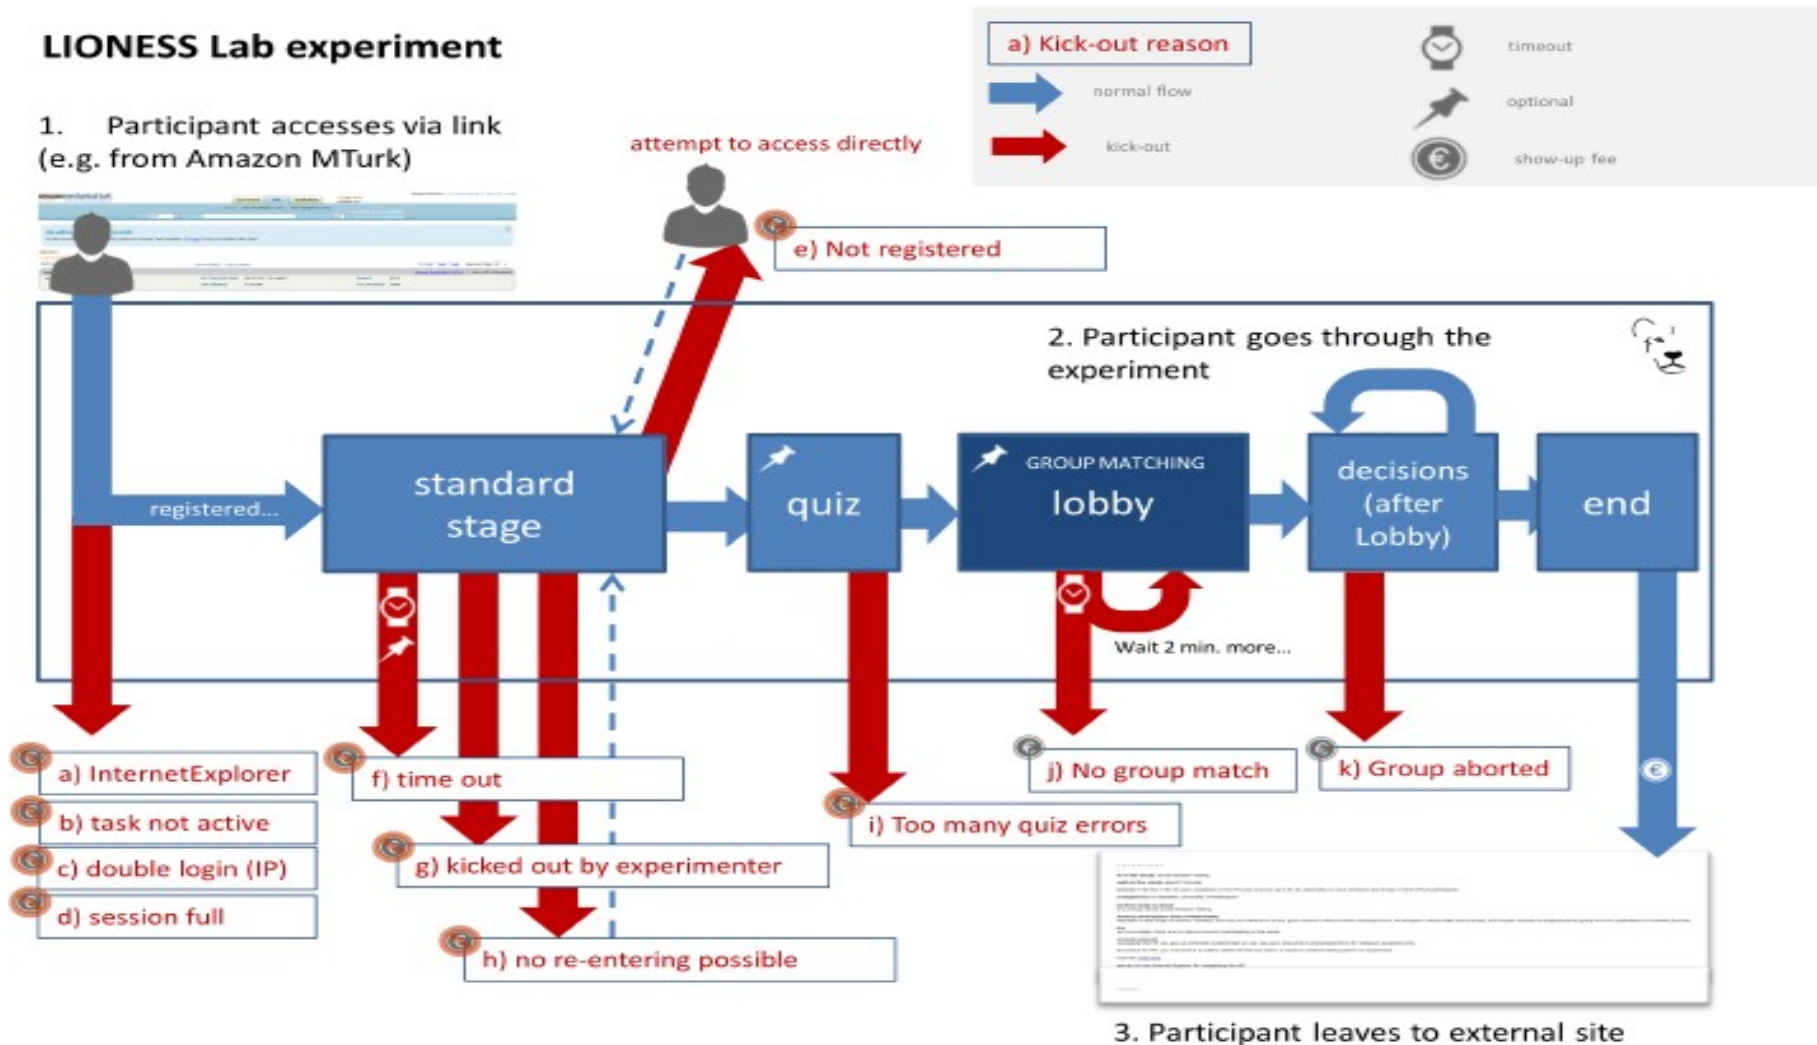 LIONESS Lab experiment
a) Kick-out reason
normal flow
kick-out
timeout
optional
show-up fee
1. Participant accesses via link
(e.g. from Amazon MTurk)
attempt to access directly
e) Not registered
2. Participant goes through the
experiment
registered...
standard
stage
quiz
GROUP MATCHING
lobby
decisions
(after
Lobby)
end
Wait 2 min. more...
a) InternetExplorer
b) task not active
c) double login (IP)
d) session full
f) time out
g) kicked out by experimenter
h) no re-entering possible
i) Too many quiz errors
j) No group match
k) Group aborted
3. Participant leaves to external site